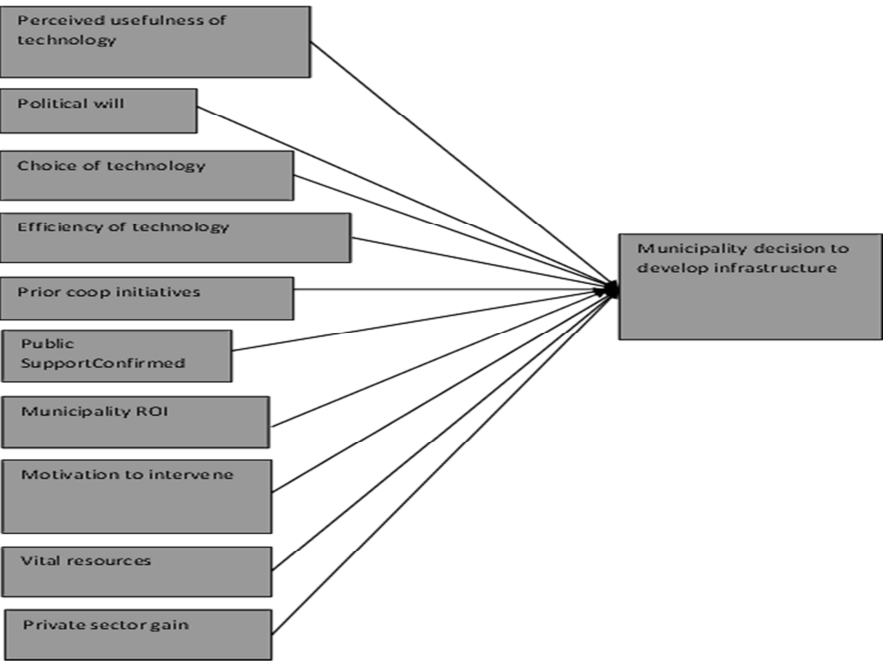 Perceived usefulness of
technology
Political will
Choice of technology
Efficiency of technology
Prior coop initiatives
Public
SupportConfirmed
Municipality ROI
Motivation to intervene
Vital resources
Private sector gain
Municipality decision to
develop infrastructure